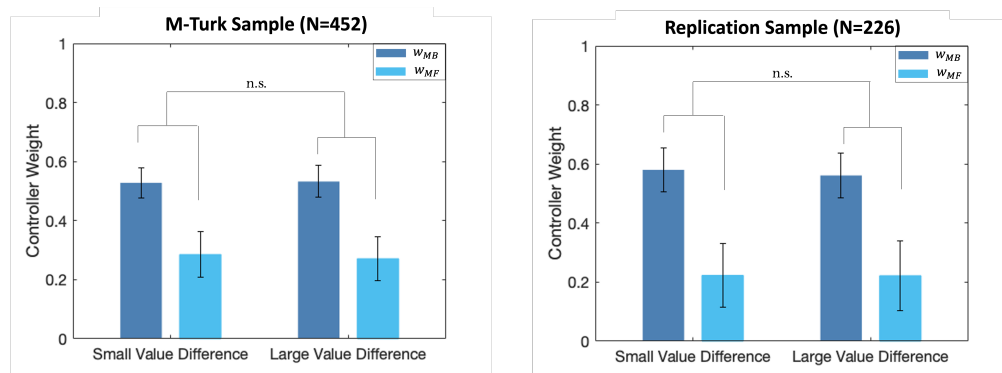 M-Turk Sample (N=452)
1
0.8
0.6
0.4
0.2
0
Controller Weight
w_MB
w_MF
n.s.
Small Value Difference
Large Value Difference
Replication Sample (N=226)
1
0.8
0.6
0.4
0.2
0
Controller Weight
w_MB
w_MF
n.s.
Small Value Difference
Large Value Difference